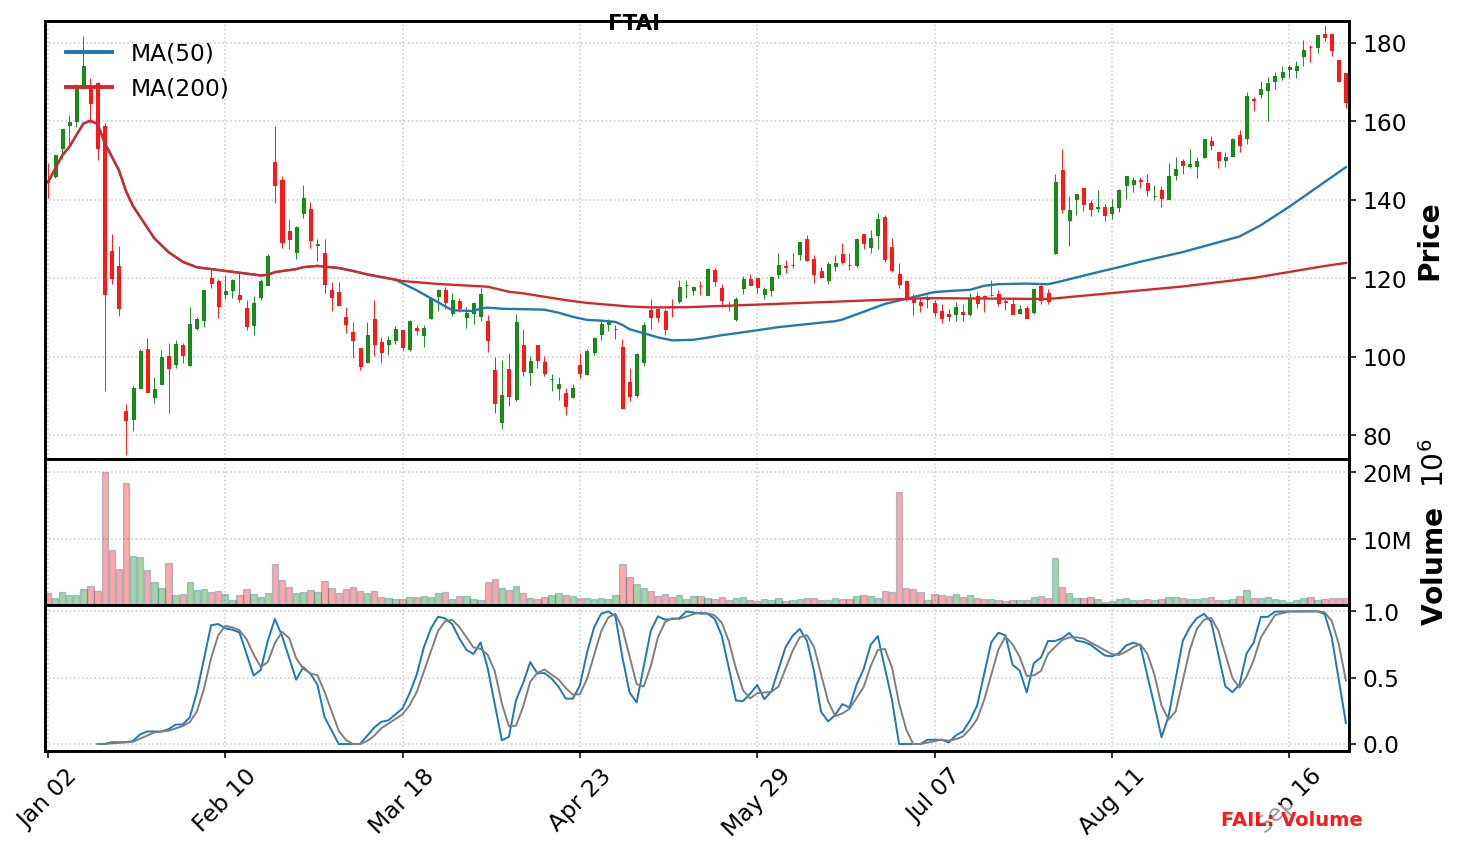 FTAI
MA(50)
MA(200)
180
160
140
120
100
80
Price
20M
10M
Volume 10^6
1.0
0.5
0.0
Jan 02
Feb 10
Mar 18
Apr 23
May 29
Jul 07
Aug 11
Sep 16
FAIL: Volume